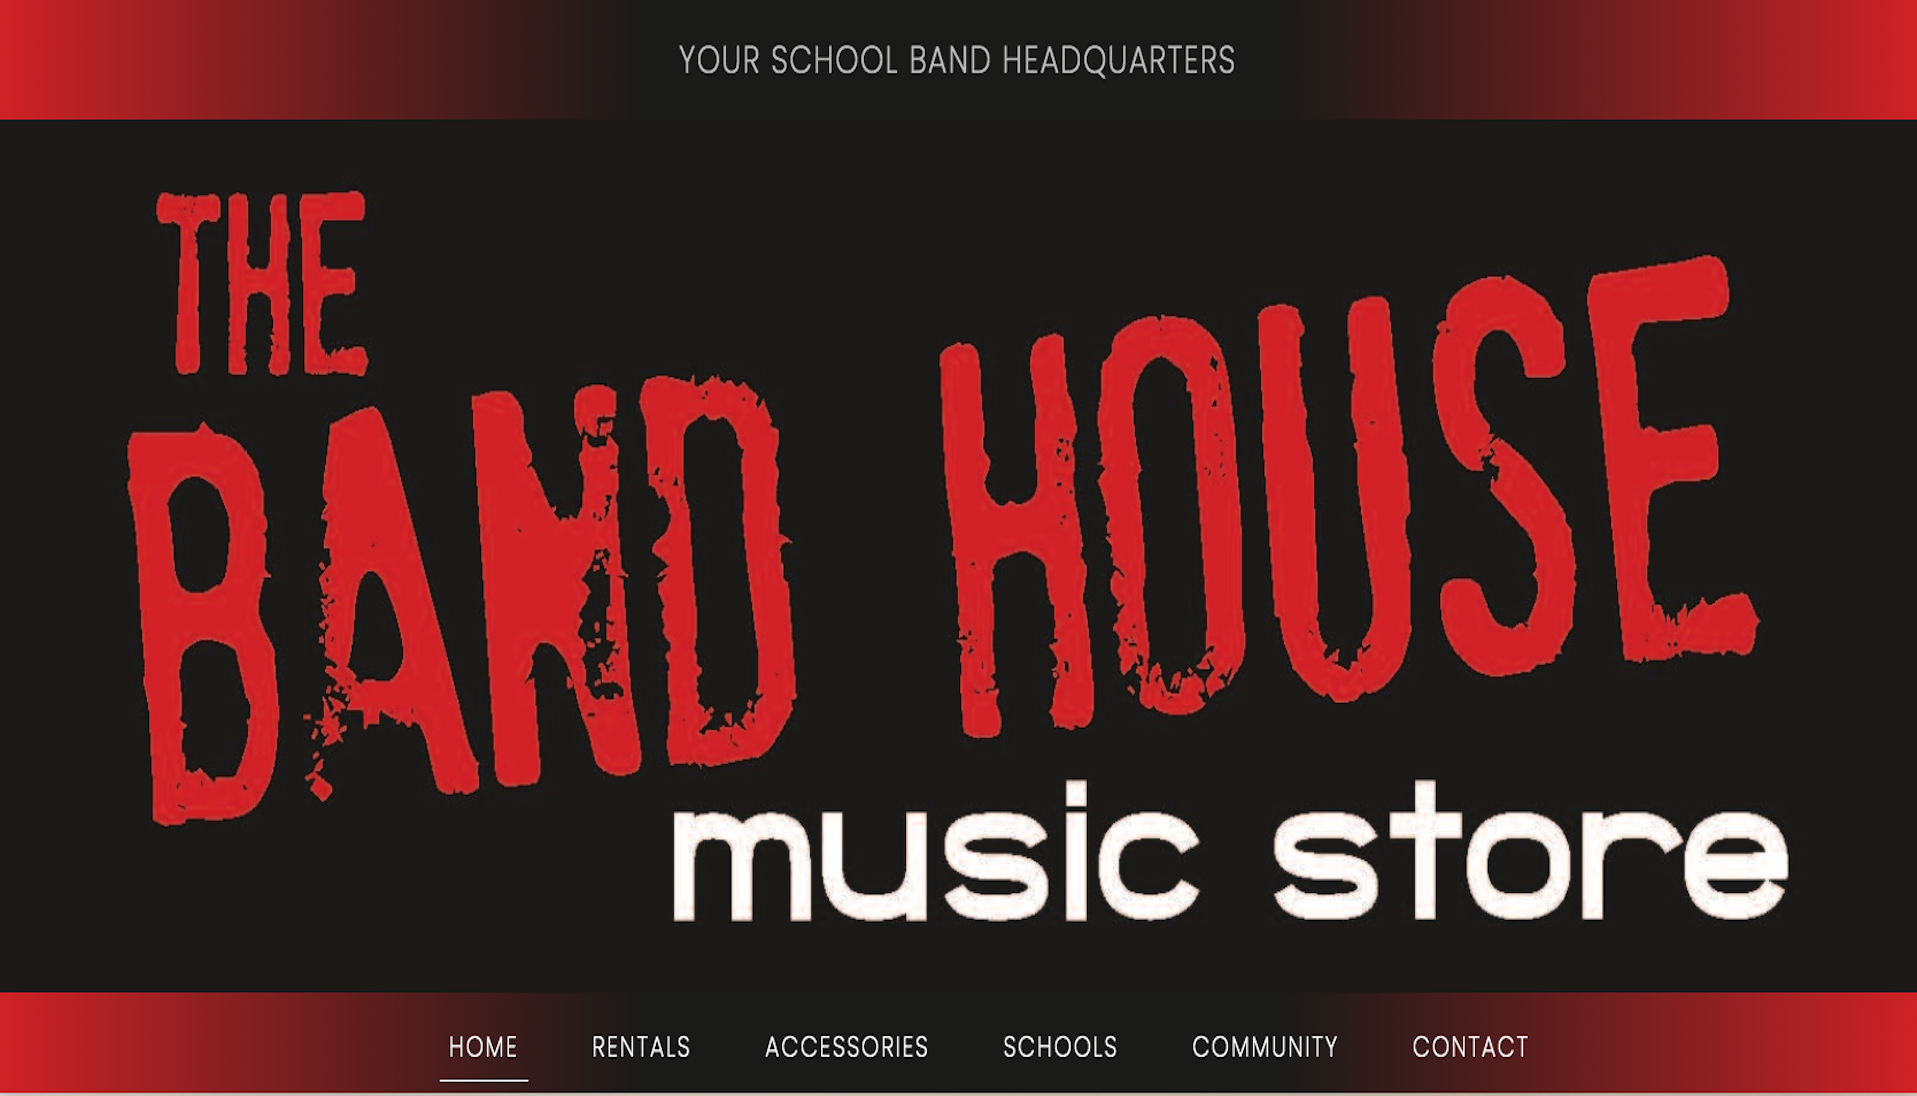 YOUR SCHOOL BAND HEADQUARTERS
THE
BAND HOUSE
music store
HOME RENTALS ACCESSORIES SCHOOLS COMMUNITY CONTACT